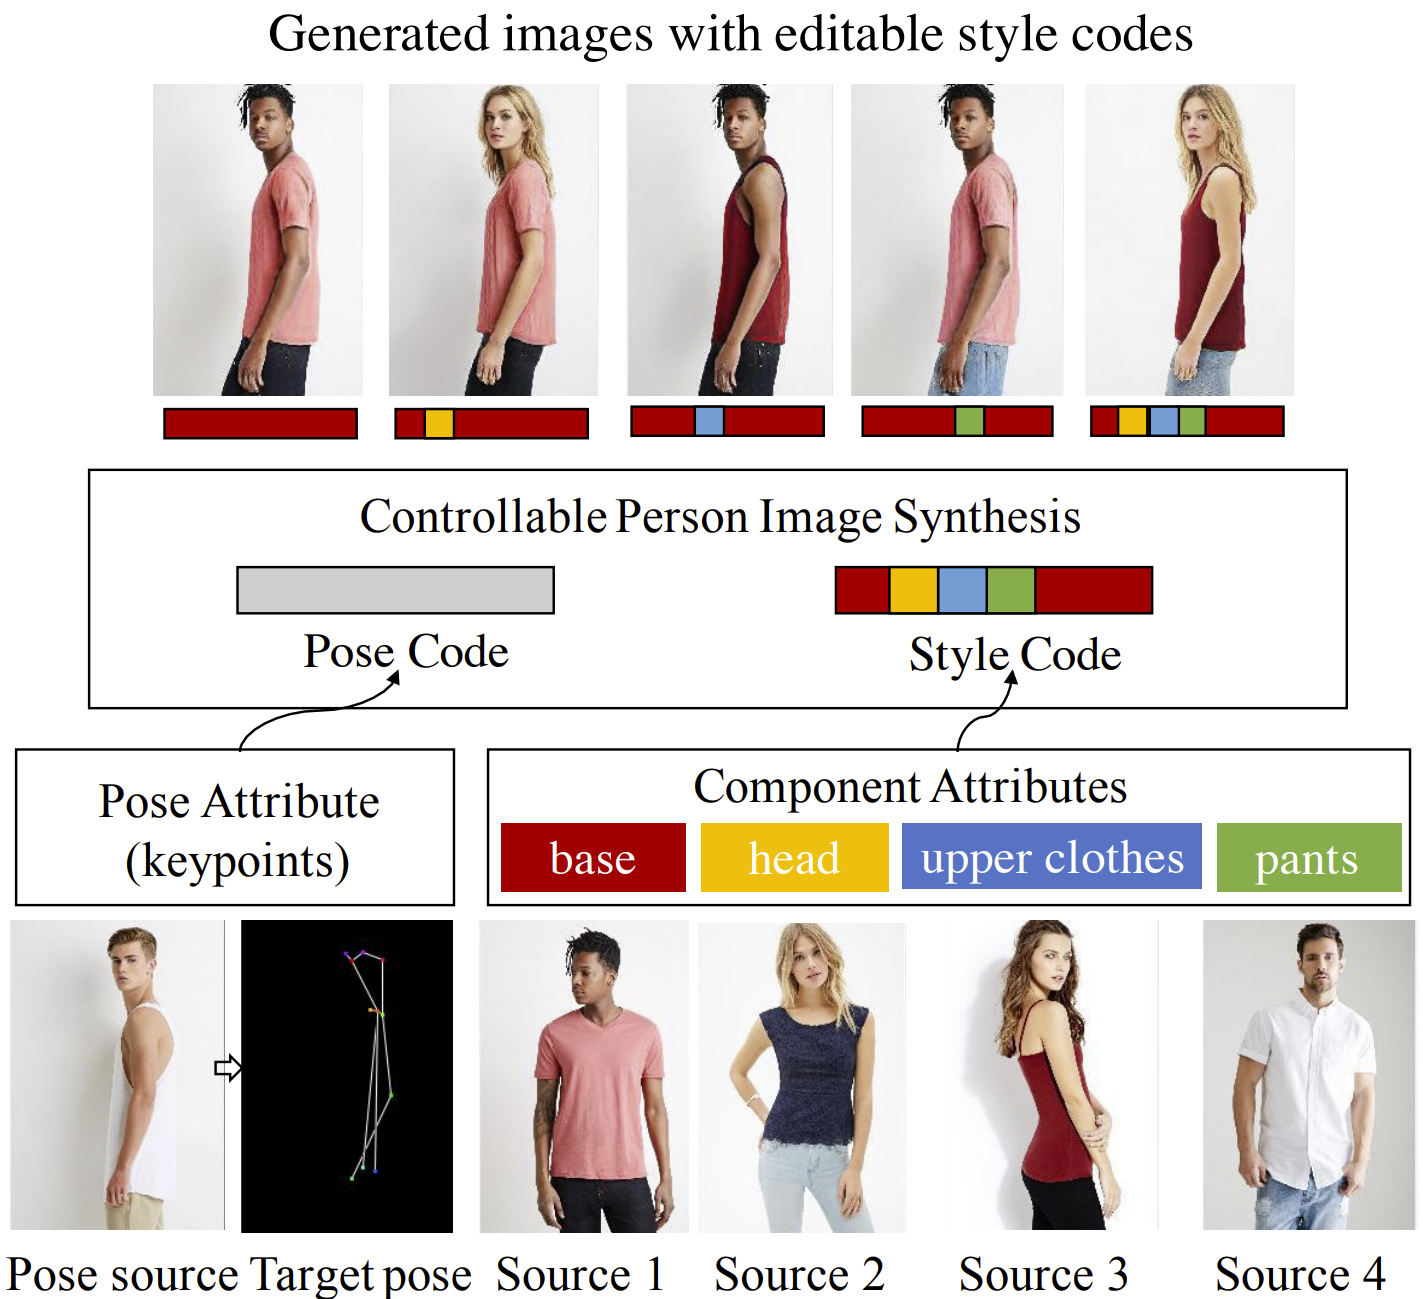 Generated images with editable style codes
Controllable Person Image Synthesis
Pose Code
Style Code
Pose Attribute
(keypoints)
Component Attributes
base
head
upper clothes
pants
Pose source
Target pose
Source 1
Source 2
Source 3
Source 4